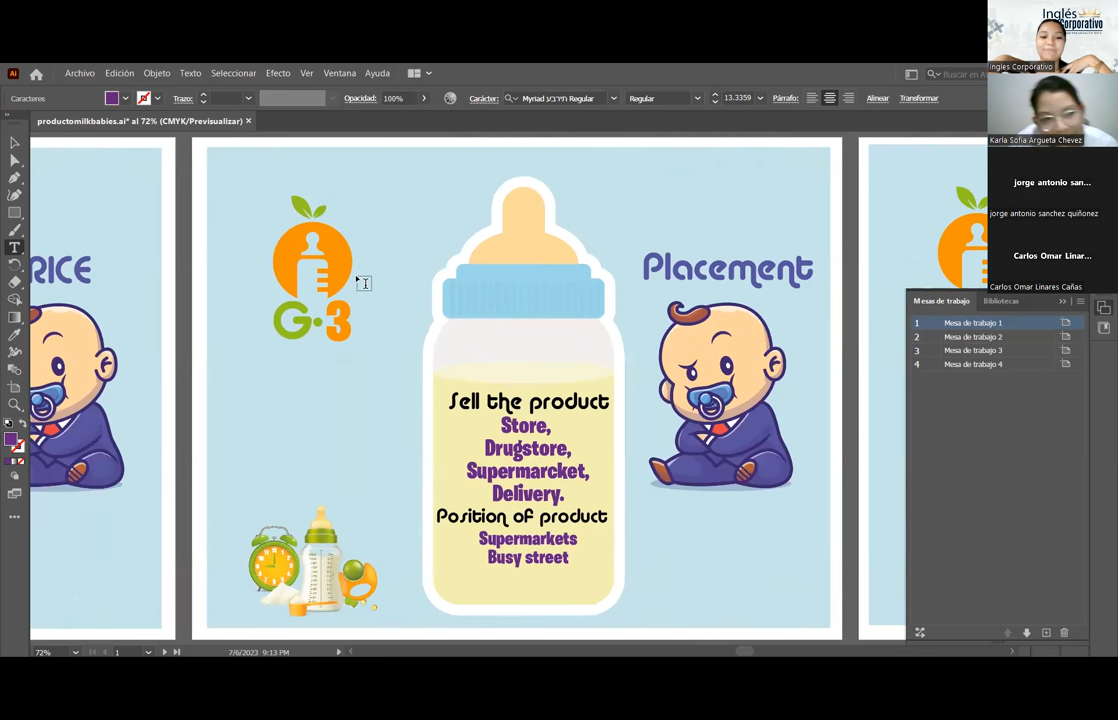 Inglés
Corporativo
Ingles Corporativo
Karla Sofía Argueta Chevez
jorge antonio san...
jorge antonio sanchez quiñonez
Carlos Omar Linar...
Carlos Omar Linares Cañas
Ai
Archivo Edición Objeto Texto Seleccionar Efecto Ver Ventana Ayuda
Buscar en
Caracteres
Trazo:
Opacidad: 100%
Carácter:
Regular
13.3359
Párrafo:
Alinear
Transformar
productomilkbabies.ai* al 72% (CMYK/Previsualizar) ×
RICE
G·3
Placement
Sell the product
Store,
Drugstore,
Supermarcket,
Delivery.
Position of product
Supermarkets
Busy street
Mesas de trabajo Bibliotecas
1 Mesa de trabajo 1
2 Mesa de trabajo 2
3 Mesa de trabajo 3
4 Mesa de trabajo 4
72%
1
7/6/2023 9:13 PM